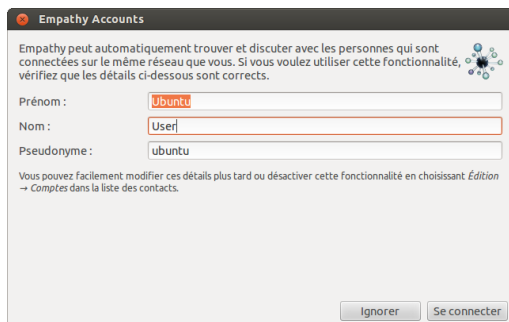 Empathy Accounts
Empathy peut automatiquement trouver et discuter avec les personnes qui sont
connectées sur le même réseau que vous. Si vous voulez utiliser cette fonctionnalité,
vérifiez que les détails ci-dessous sont corrects.
Prénom : Ubuntu
Nom : User
Pseudonyme : ubuntu
Vous pouvez facilement modifier ces détails plus tard ou désactiver cette fonctionnalité en choisissant Édition
→ Comptes dans la liste des contacts.
Ignorer Se connecter